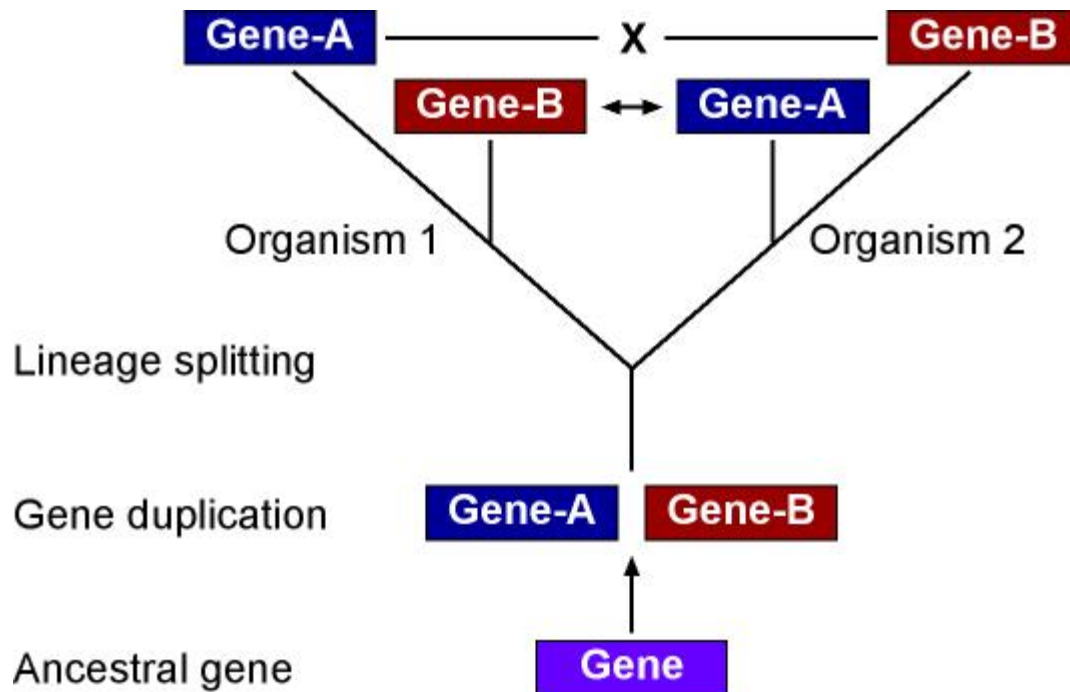 Gene-A X Gene-B
Gene-B Gene-A
Organism 1 Organism 2
Lineage splitting
Gene duplication Gene-A Gene-B
Ancestral gene Gene